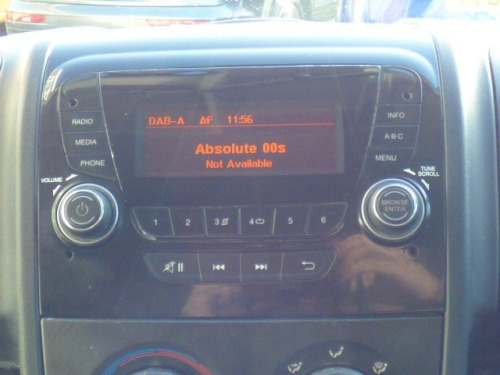 DAB-A AF 11:56
Absolute 00s
Not Available
RADIO
MEDIA
PHONE
INFO
A·B·C
MENU
VOLUME
TUNE
SCROLL
BROWSE
ENTER
1 2 3 4 5 6